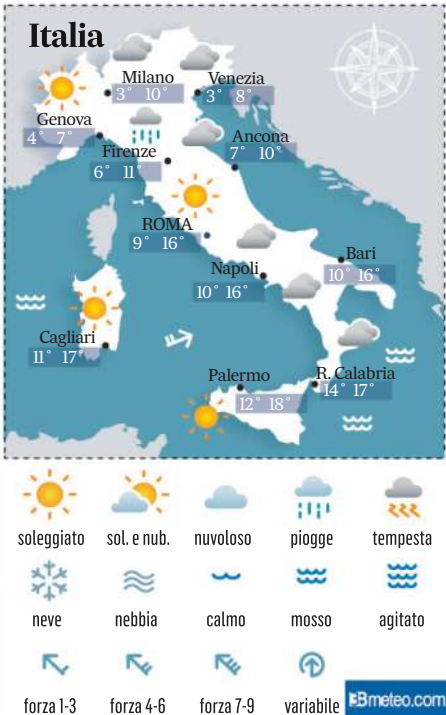 Italia
Milano
3° 10°
Venezia
3° 8°
Genova
4° 7°
Firenze
6° 11°
Ancona
7° 10°
ROMA
9° 16°
Napoli
10° 16°
Bari
10° 16°
Cagliari
11° 17°
Palermo
12° 18°
R. Calabria
14° 17°
soleggiato sol. e nub. nuvoloso piogge tempesta
neve nebbia calmo mosso agitato
forza 1-3 forza 4-6 forza 7-9 variabile
3Bmeteo.com